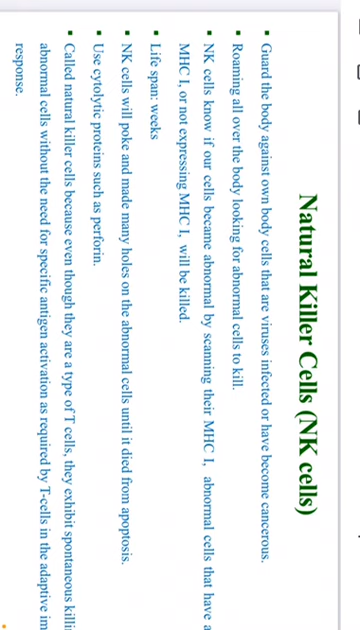 Natural Killer Cells (NK cells)
▪ Guard the body against own body cells that are viruses infected or have become cancerous.
▪ Roaming all over the body looking for abnormal cells to kill.
▪ NK cells know if our cells became abnormal by scanning their MHC I, abnormal cells that have a
MHC I, or not expressing MHC I, will be killed.
▪ Life span: weeks
▪ NK cells will poke and made many holes on the abnormal cells until it died from apoptosis.
▪ Use cytolytic proteins such as perforin.
▪ Called natural killer cells because even though they are a type of T cells, they exhibit spontaneous killi
abnormal cells without the need for specific antigen activation as required by T-cells in the adaptive im
response.